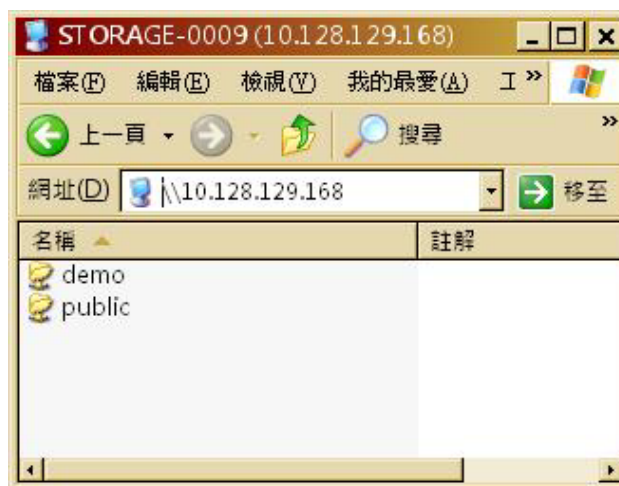 STORAGE-0009 (10.128.129.168)
檔案(F) 編輯(E) 檢視(V) 我的最愛(A) 工 »
上一頁 搜尋 »
網址(D) \\10.128.129.168 移至
名稱 註解
demo
public